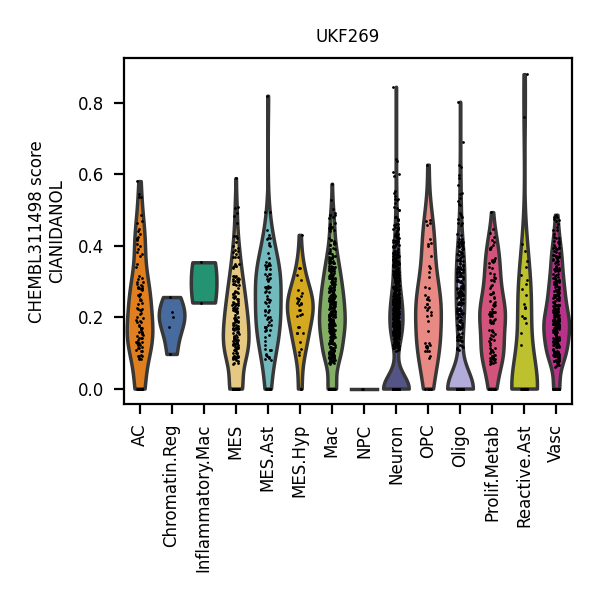 UKF269
CHEMBL311498 score
CIANIDANOL
0.8
0.6
0.4
0.2
0.0
AC
Chromatin.Reg
Inflammatory.Mac
MES
MES.Ast
MES.Hyp
Mac
NPC
Neuron
OPC
Oligo
Prolif.Metab
Reactive.Ast
Vasc